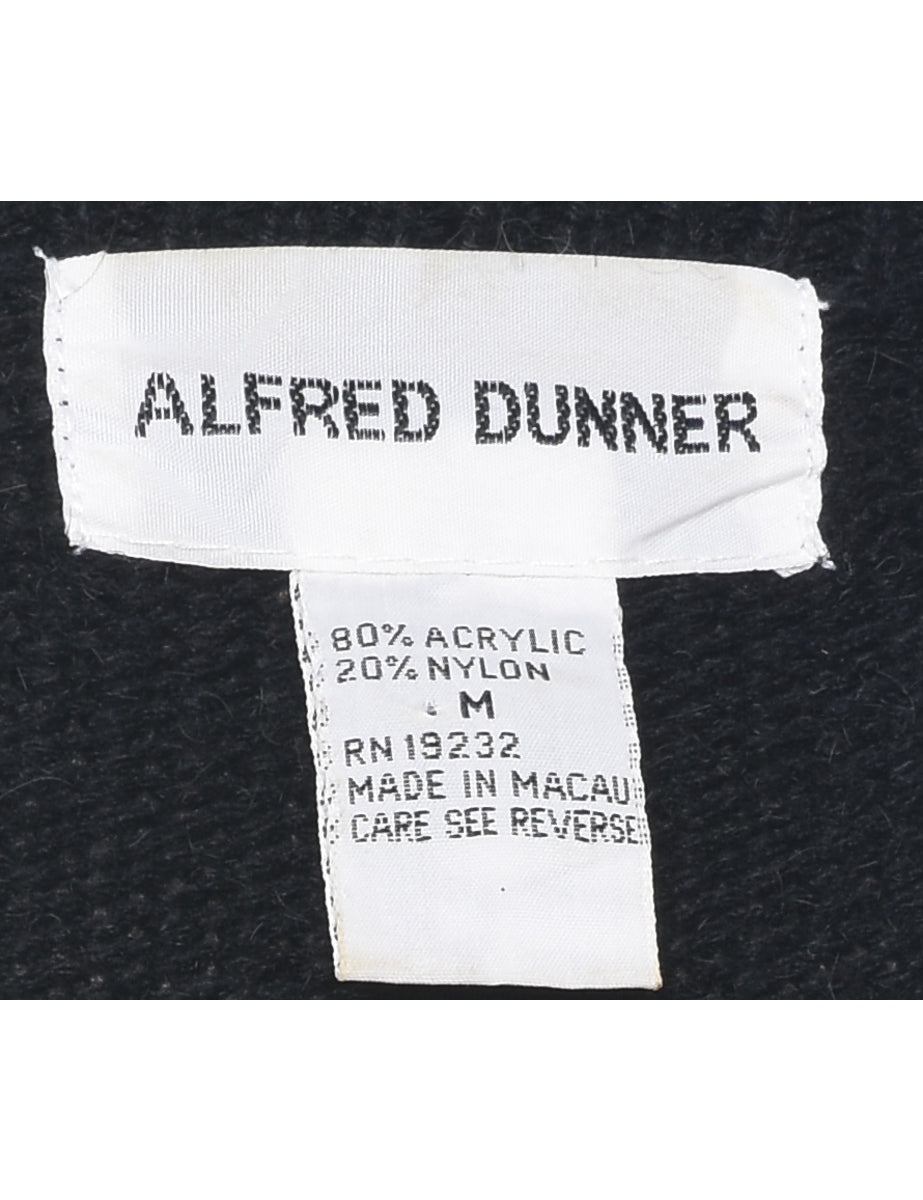 ALFRED DUNNER
80% ACRYLIC
20% NYLON
M
RN 19232
MADE IN MACAU
CARE SEE REVERSE